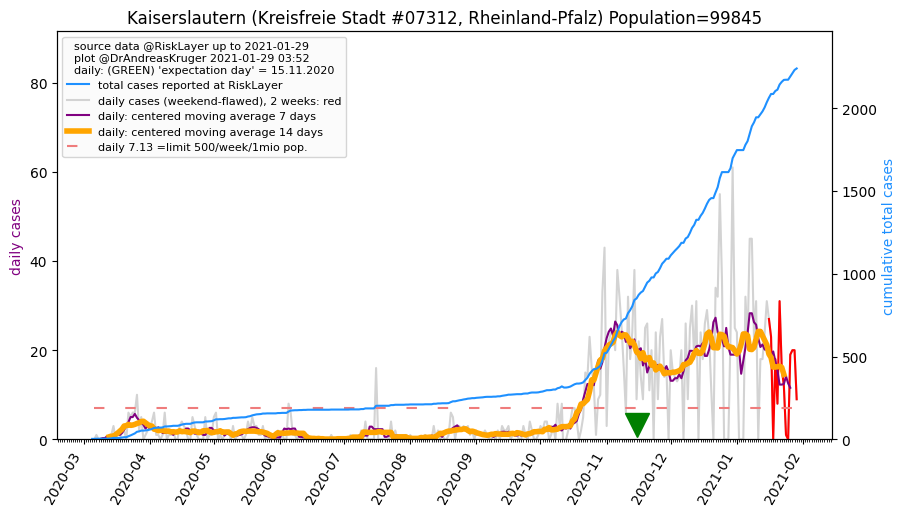 Kaiserslautern (Kreisfreie Stadt #07312, Rheinland-Pfalz) Population=99845
source data @RiskLayer up to 2021-01-29
plot @DrAndreasKruger 2021-01-29 03:52
daily: (GREEN) 'expectation day' = 15.11.2020
total cases reported at RiskLayer
daily cases (weekend-flawed), 2 weeks: red
daily: centered moving average 7 days
daily: centered moving average 14 days
daily 7.13 =limit 500/week/1mio pop.
daily cases
80
60
40
20
0
cumulative total cases
2000
1500
1000
500
0
2020-03
2020-04
2020-05
2020-06
2020-07
2020-08
2020-09
2020-10
2020-11
2020-12
2021-01
2021-02